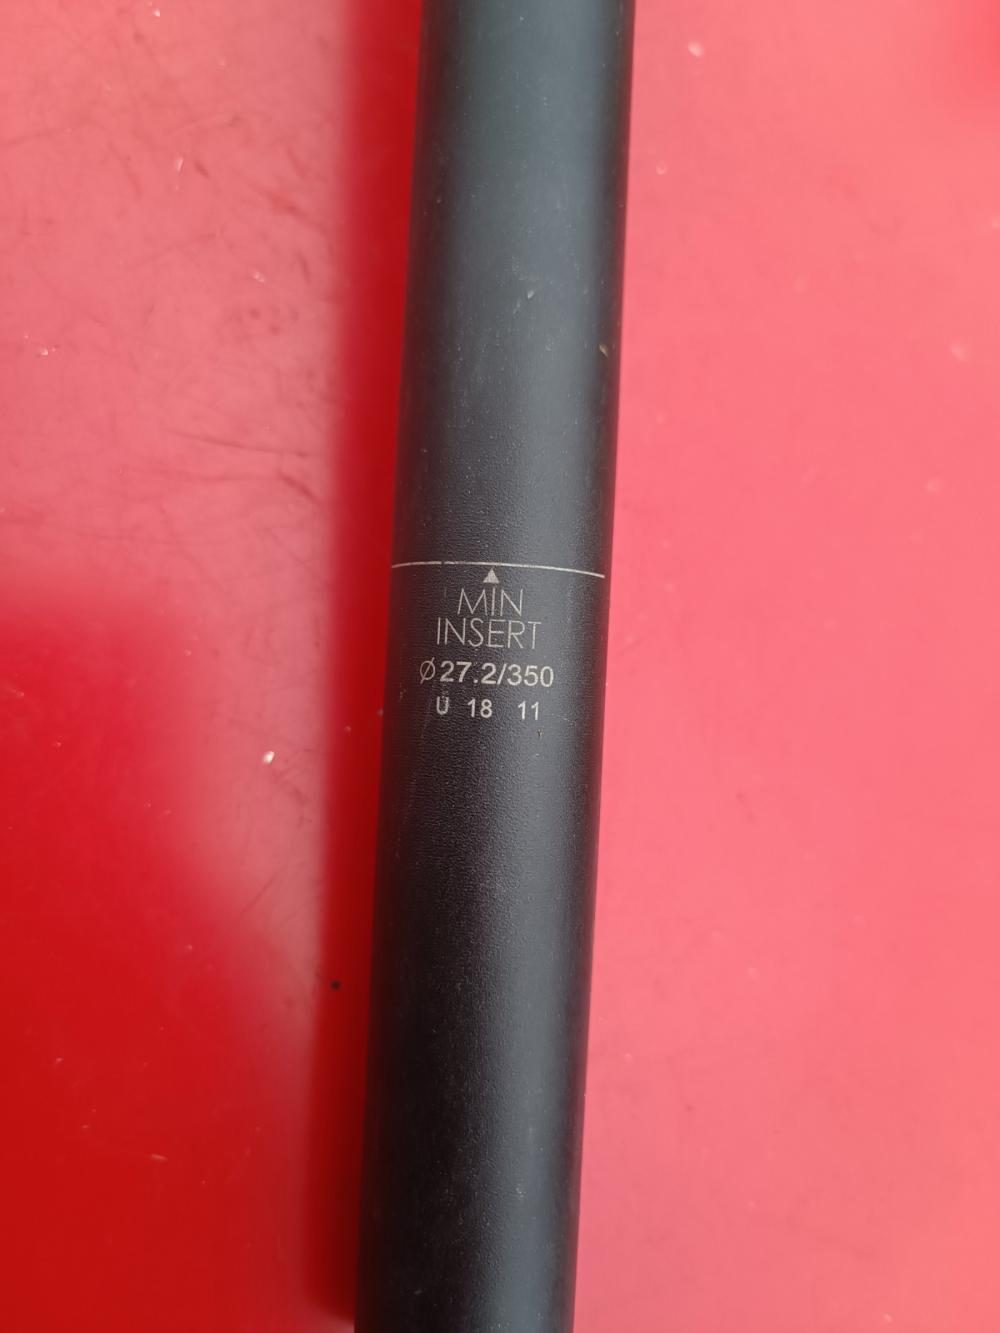 MIN
INSERT
Ø27.2/350
U 18 11